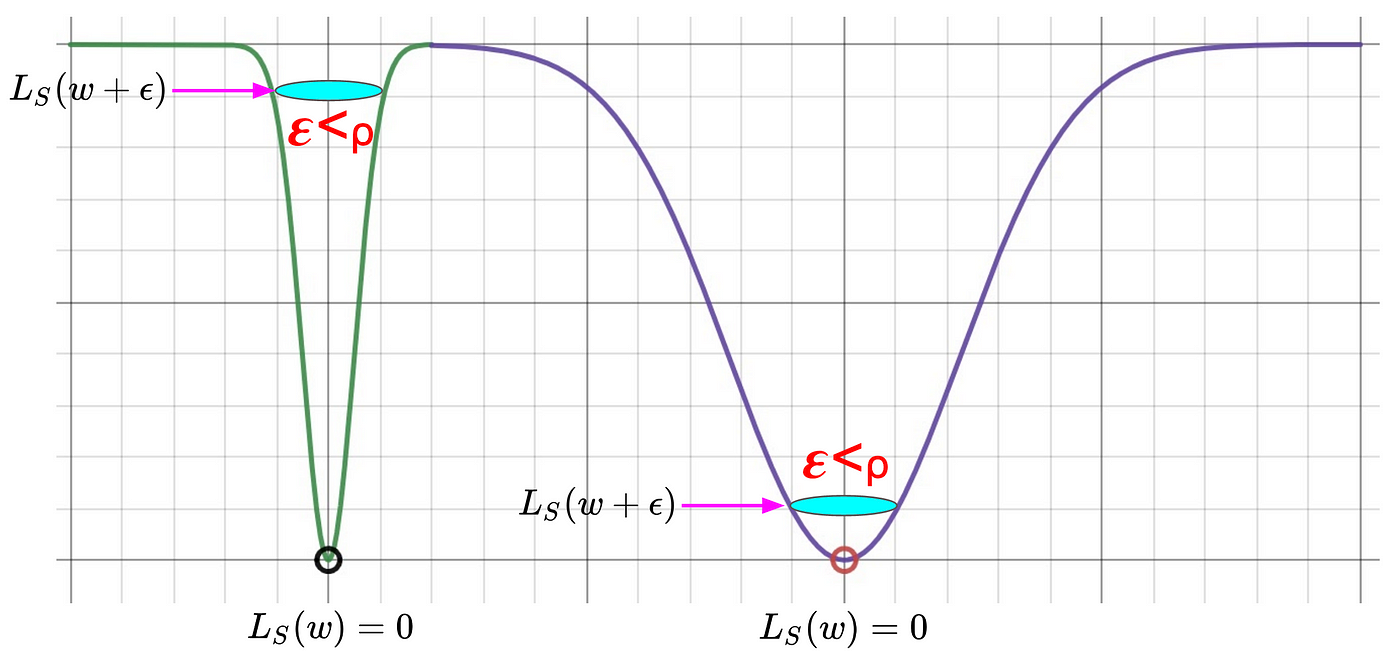 L_S(w + ϵ)
ε<ρ
ε<ρ
L_S(w + ϵ)
L_S(w) = 0
L_S(w) = 0